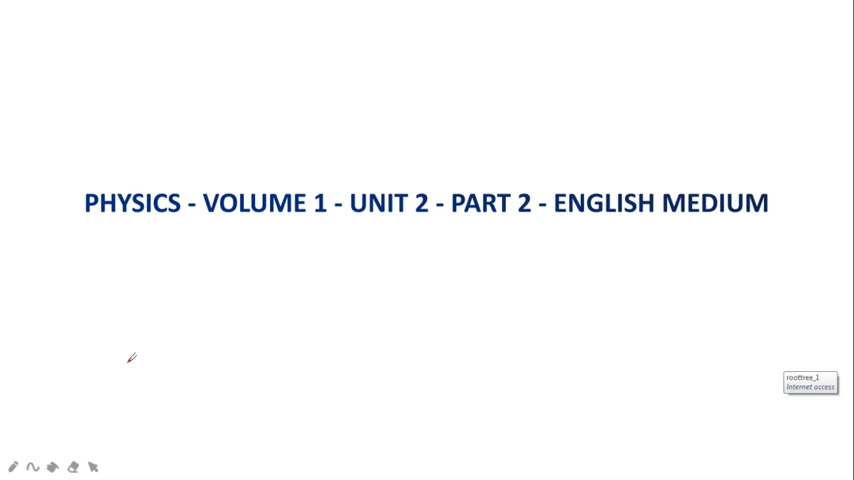 PHYSICS - VOLUME 1 - UNIT 2 - PART 2 - ENGLISH MEDIUM
roottree_1
Internet access